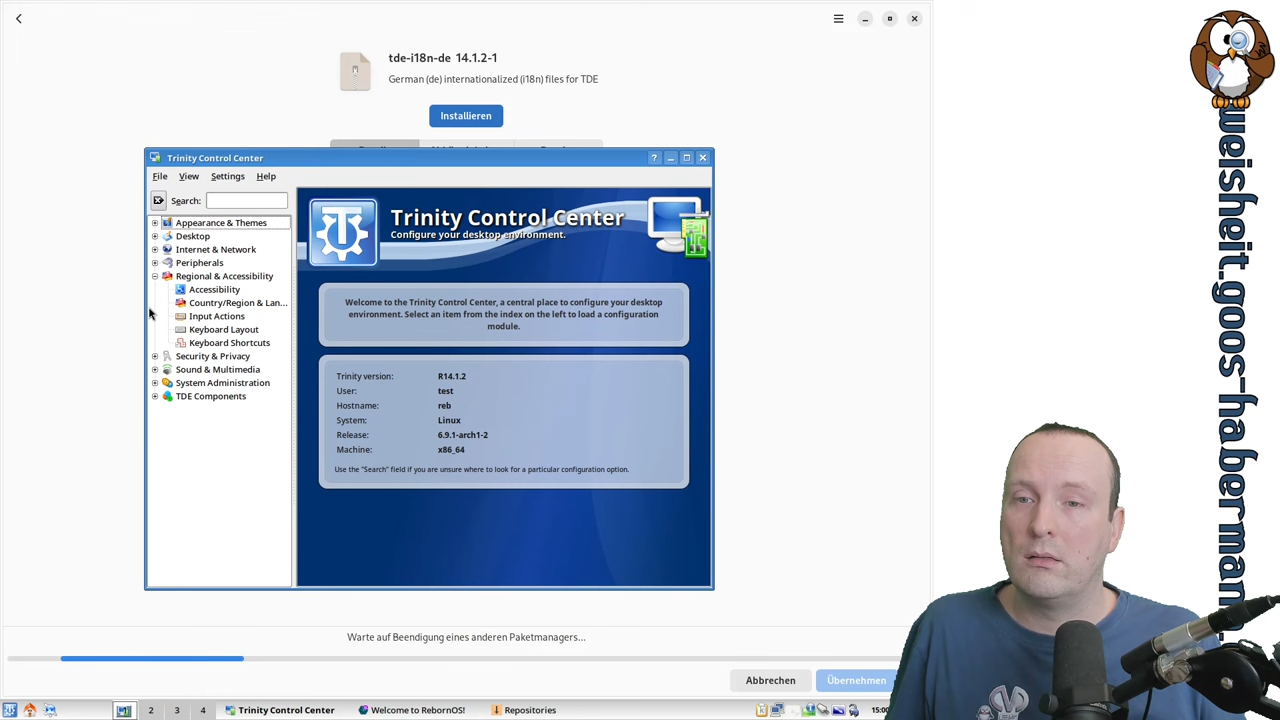 tde-i18n-de 14.1.2-1
German (de) internationalized (i18n) files for TDE
Installieren
Trinity Control Center
File View Settings Help
Search:
Appearance & Themes
Desktop
Internet & Network
Peripherals
Regional & Accessibility
Accessibility
Country/Region & Lan...
Input Actions
Keyboard Layout
Keyboard Shortcuts
Security & Privacy
Sound & Multimedia
System Administration
TDE Components
Trinity Control Center
Configure your desktop environment.
Welcome to the Trinity Control Center, a central place to configure your desktop
environment. Select an item from the index on the left to load a configuration
module.
Trinity version: R14.1.2
User: test
Hostname: reb
System: Linux
Release: 6.9.1-arch1-2
Machine: x86_64
Use the "Search" field if you are unsure where to look for a particular configuration option.
Warte auf Beendigung eines anderen Paketmanagers...
Abbrechen Übernehmen
2 3 4 Trinity Control Center Welcome to RebornOS! Repositories
weisheit.goos-haberman